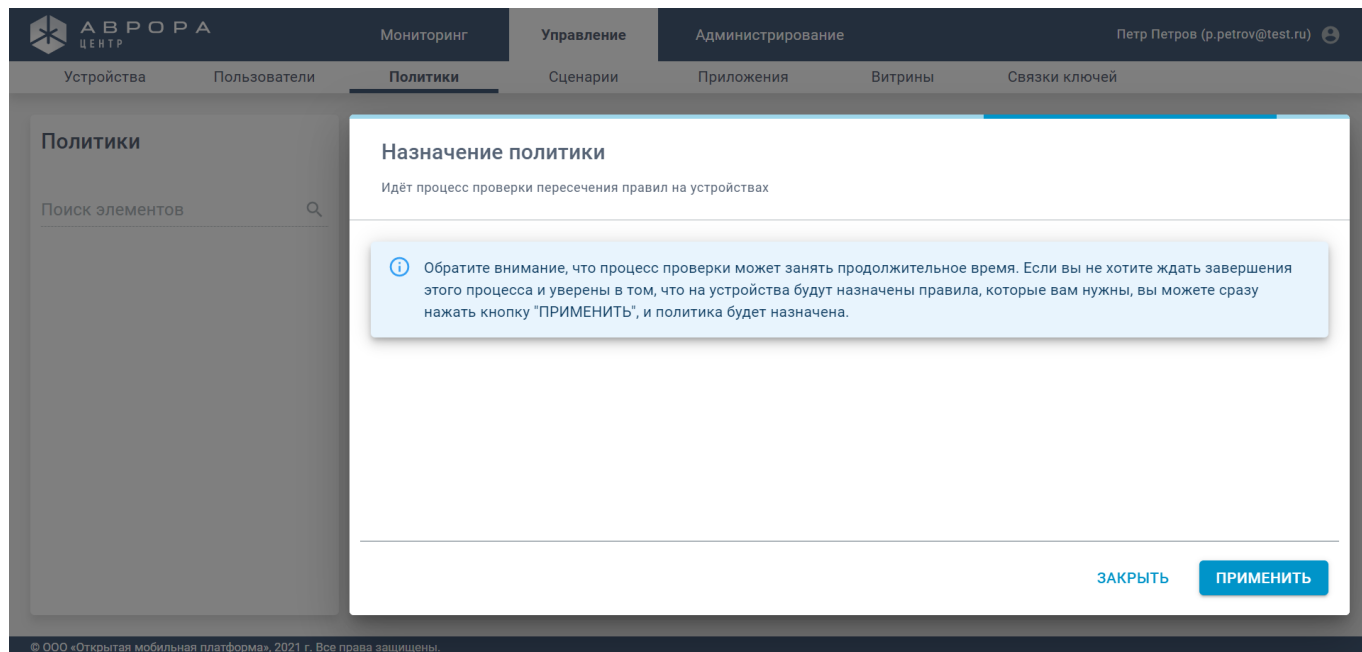 АВРОРА
ЦЕНТР
Мониторинг
Управление
Администрирование
Петр Петров (p.petrov@test.ru)
Устройства
Пользователи
Политики
Сценарии
Приложения
Витрины
Связки ключей
Политики
Поиск элементов
Назначение политики
Идёт процесс проверки пересечения правил на устройствах
Обратите внимание, что процесс проверки может занять продолжительное время. Если вы не хотите ждать завершения
этого процесса и уверены в том, что на устройства будут назначены правила, которые вам нужны, вы можете сразу
нажать кнопку "ПРИМЕНИТЬ", и политика будет назначена.
ЗАКРЫТЬ
ПРИМЕНИТЬ
© ООО «Открытая мобильная платформа», 2021 г. Все права защищены.